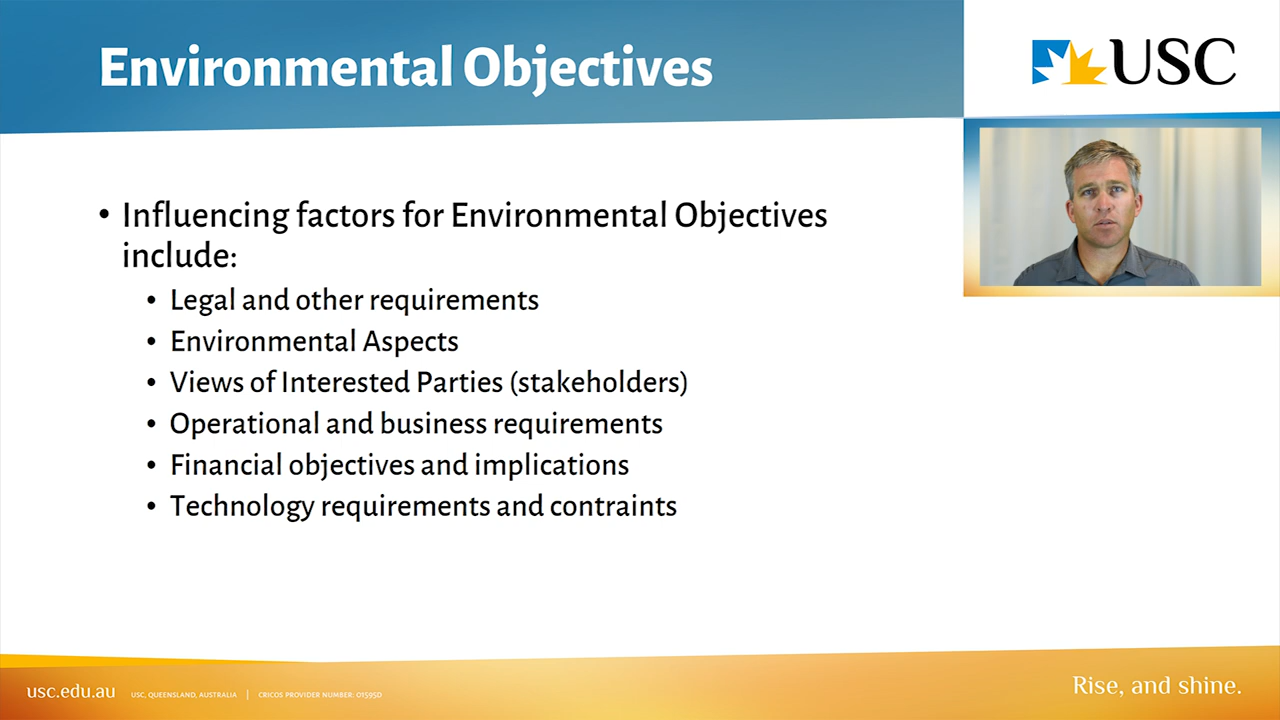 Environmental Objectives
USC
• Influencing factors for Environmental Objectives
include:
• Legal and other requirements
• Environmental Aspects
• Views of Interested Parties (stakeholders)
• Operational and business requirements
• Financial objectives and implications
• Technology requirements and contraints
usc.edu.au
USC, QUEENSLAND, AUSTRALIA | CRICOS PROVIDER NUMBER: 01595D
Rise, and shine.